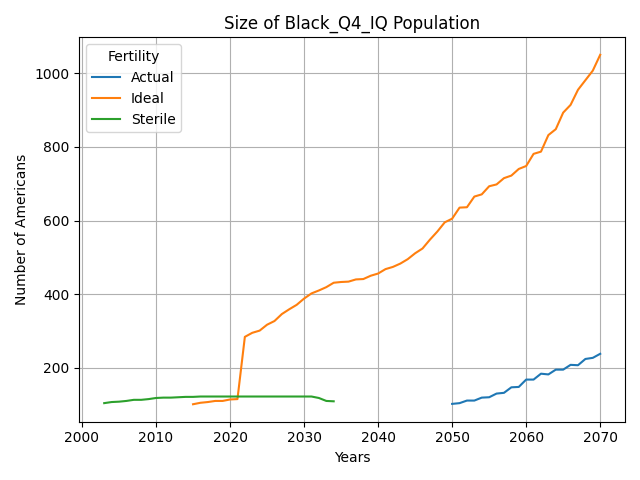 Size of Black_Q4_IQ Population
Fertility
Actual
Ideal
Sterile
Number of Americans
1000
800
600
400
200
2000 2010 2020 2030 2040 2050 2060 2070
Years